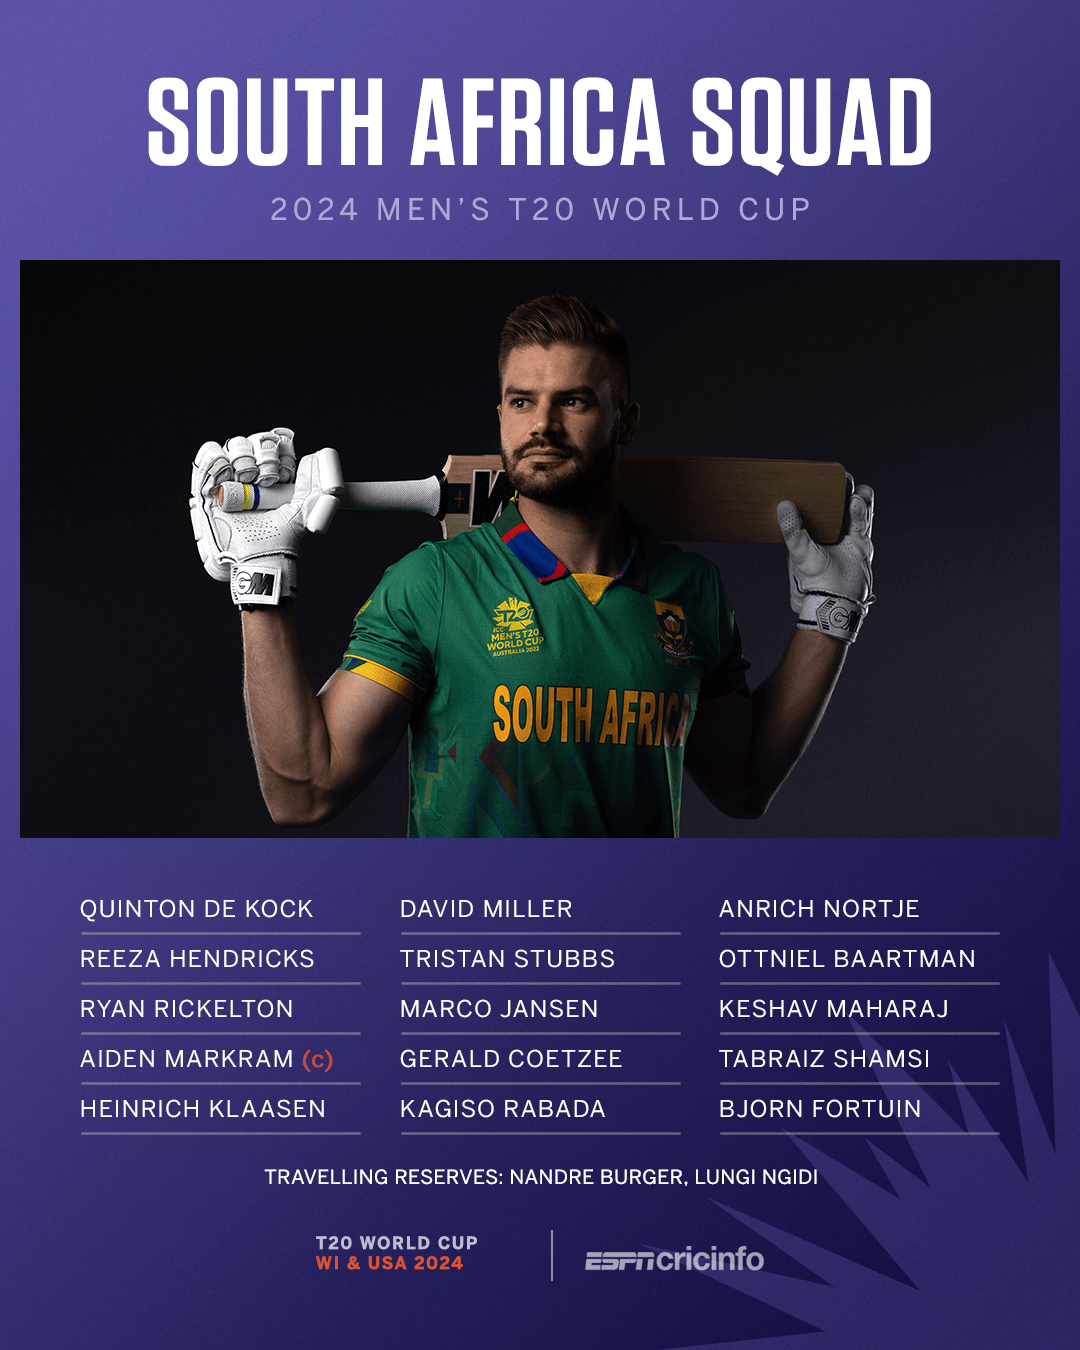 SOUTH AFRICA SQUAD
2024 MEN'S T20 WORLD CUP
GM
GM
T20
ICC
MEN'S T20
WORLD CUP
AUSTRALIA 2022
SOUTH AFRICA
QUINTON DE KOCK
REEZA HENDRICKS
RYAN RICKELTON
AIDEN MARKRAM (c)
HEINRICH KLAASEN
DAVID MILLER
TRISTAN STUBBS
MARCO JANSEN
GERALD COETZEE
KAGISO RABADA
ANRICH NORTJE
OTTNIEL BAARTMAN
KESHAV MAHARAJ
TABRAIZ SHAMSI
BJORN FORTUIN
TRAVELLING RESERVES: NANDRE BURGER, LUNGI NGIDI
T20 WORLD CUP
WI & USA 2024
ESPNcricinfo